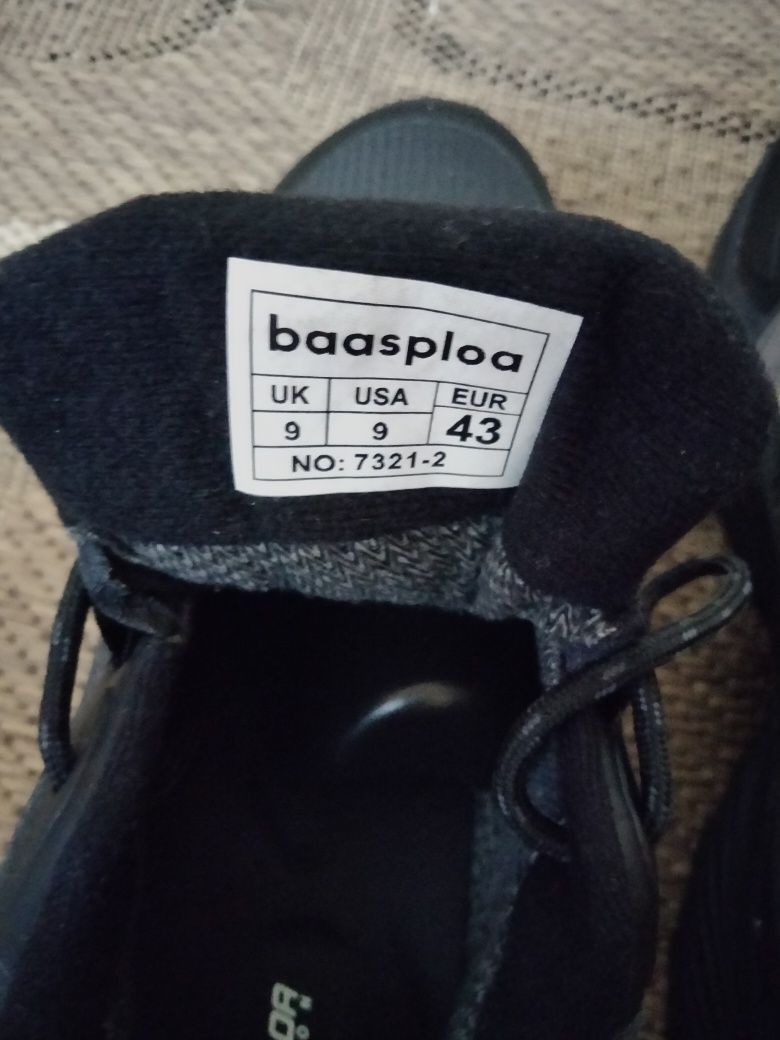 baasploa
UK USA EUR
9 9 43
NO: 7321-2